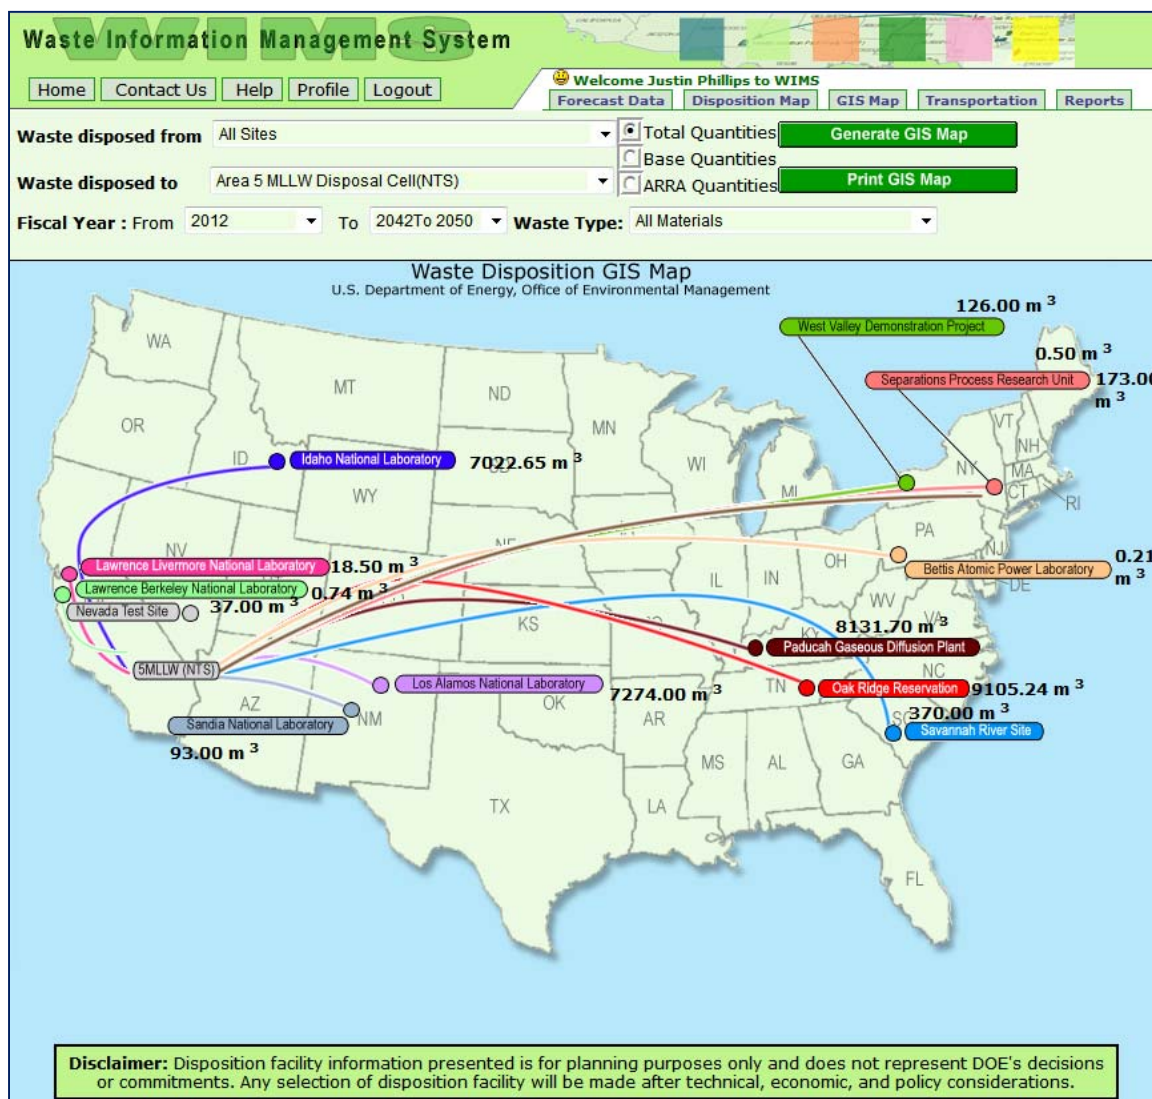 Waste Information Management System
WIMS
Home Contact Us Help Profile Logout
Welcome Justin Phillips to WIMS
Forecast Data Disposition Map GIS Map Transportation Reports
Waste disposed from All Sites Total Quantities Generate GIS Map
Base Quantities
Waste disposed to Area 5 MLLW Disposal Cell(NTS) ARRA Quantities Print GIS Map
Fiscal Year : From 2012 To 2042To 2050 Waste Type: All Materials
Waste Disposition GIS Map
U.S. Department of Energy, Office of Environmental Management
126.00 m 3
West Valley Demonstration Project
WA
0.50 m 3
MT
Separations Process Research Unit 173.00
m 3
ND
OR
MN
VT
NH
ID
Idaho National Laboratory 7022.65 m 3
WI
NY
MA
MI
CT
WY
RI
PA
NV
NE
NJ
OH
Lawrence Livermore National Laboratory 18.50 m 3
0.21
m 3
Bettis Atomic Power Laboratory
IL
IN
DE
Lawrence Berkeley National Laboratory 0.74 m 3
WV
Nevada Test Site 37.00 m 3
VA
KS
8131.70 m 3
KY
Paducah Gaseous Diffusion Plant
5MLLW (NTS)
NC
Los Alamos National Laboratory 7274.00 m 3
TN
Oak Ridge Reservation 9105.24 m 3
AZ
OK
370.00 m 3
Sandia National Laboratory
NM
AR
SC
Savannah River Site
93.00 m 3
MS
AL
GA
TX
LA
FL
Disclaimer: Disposition facility information presented is for planning purposes only and does not represent DOE's decisions
or commitments. Any selection of disposition facility will be made after technical, economic, and policy considerations.